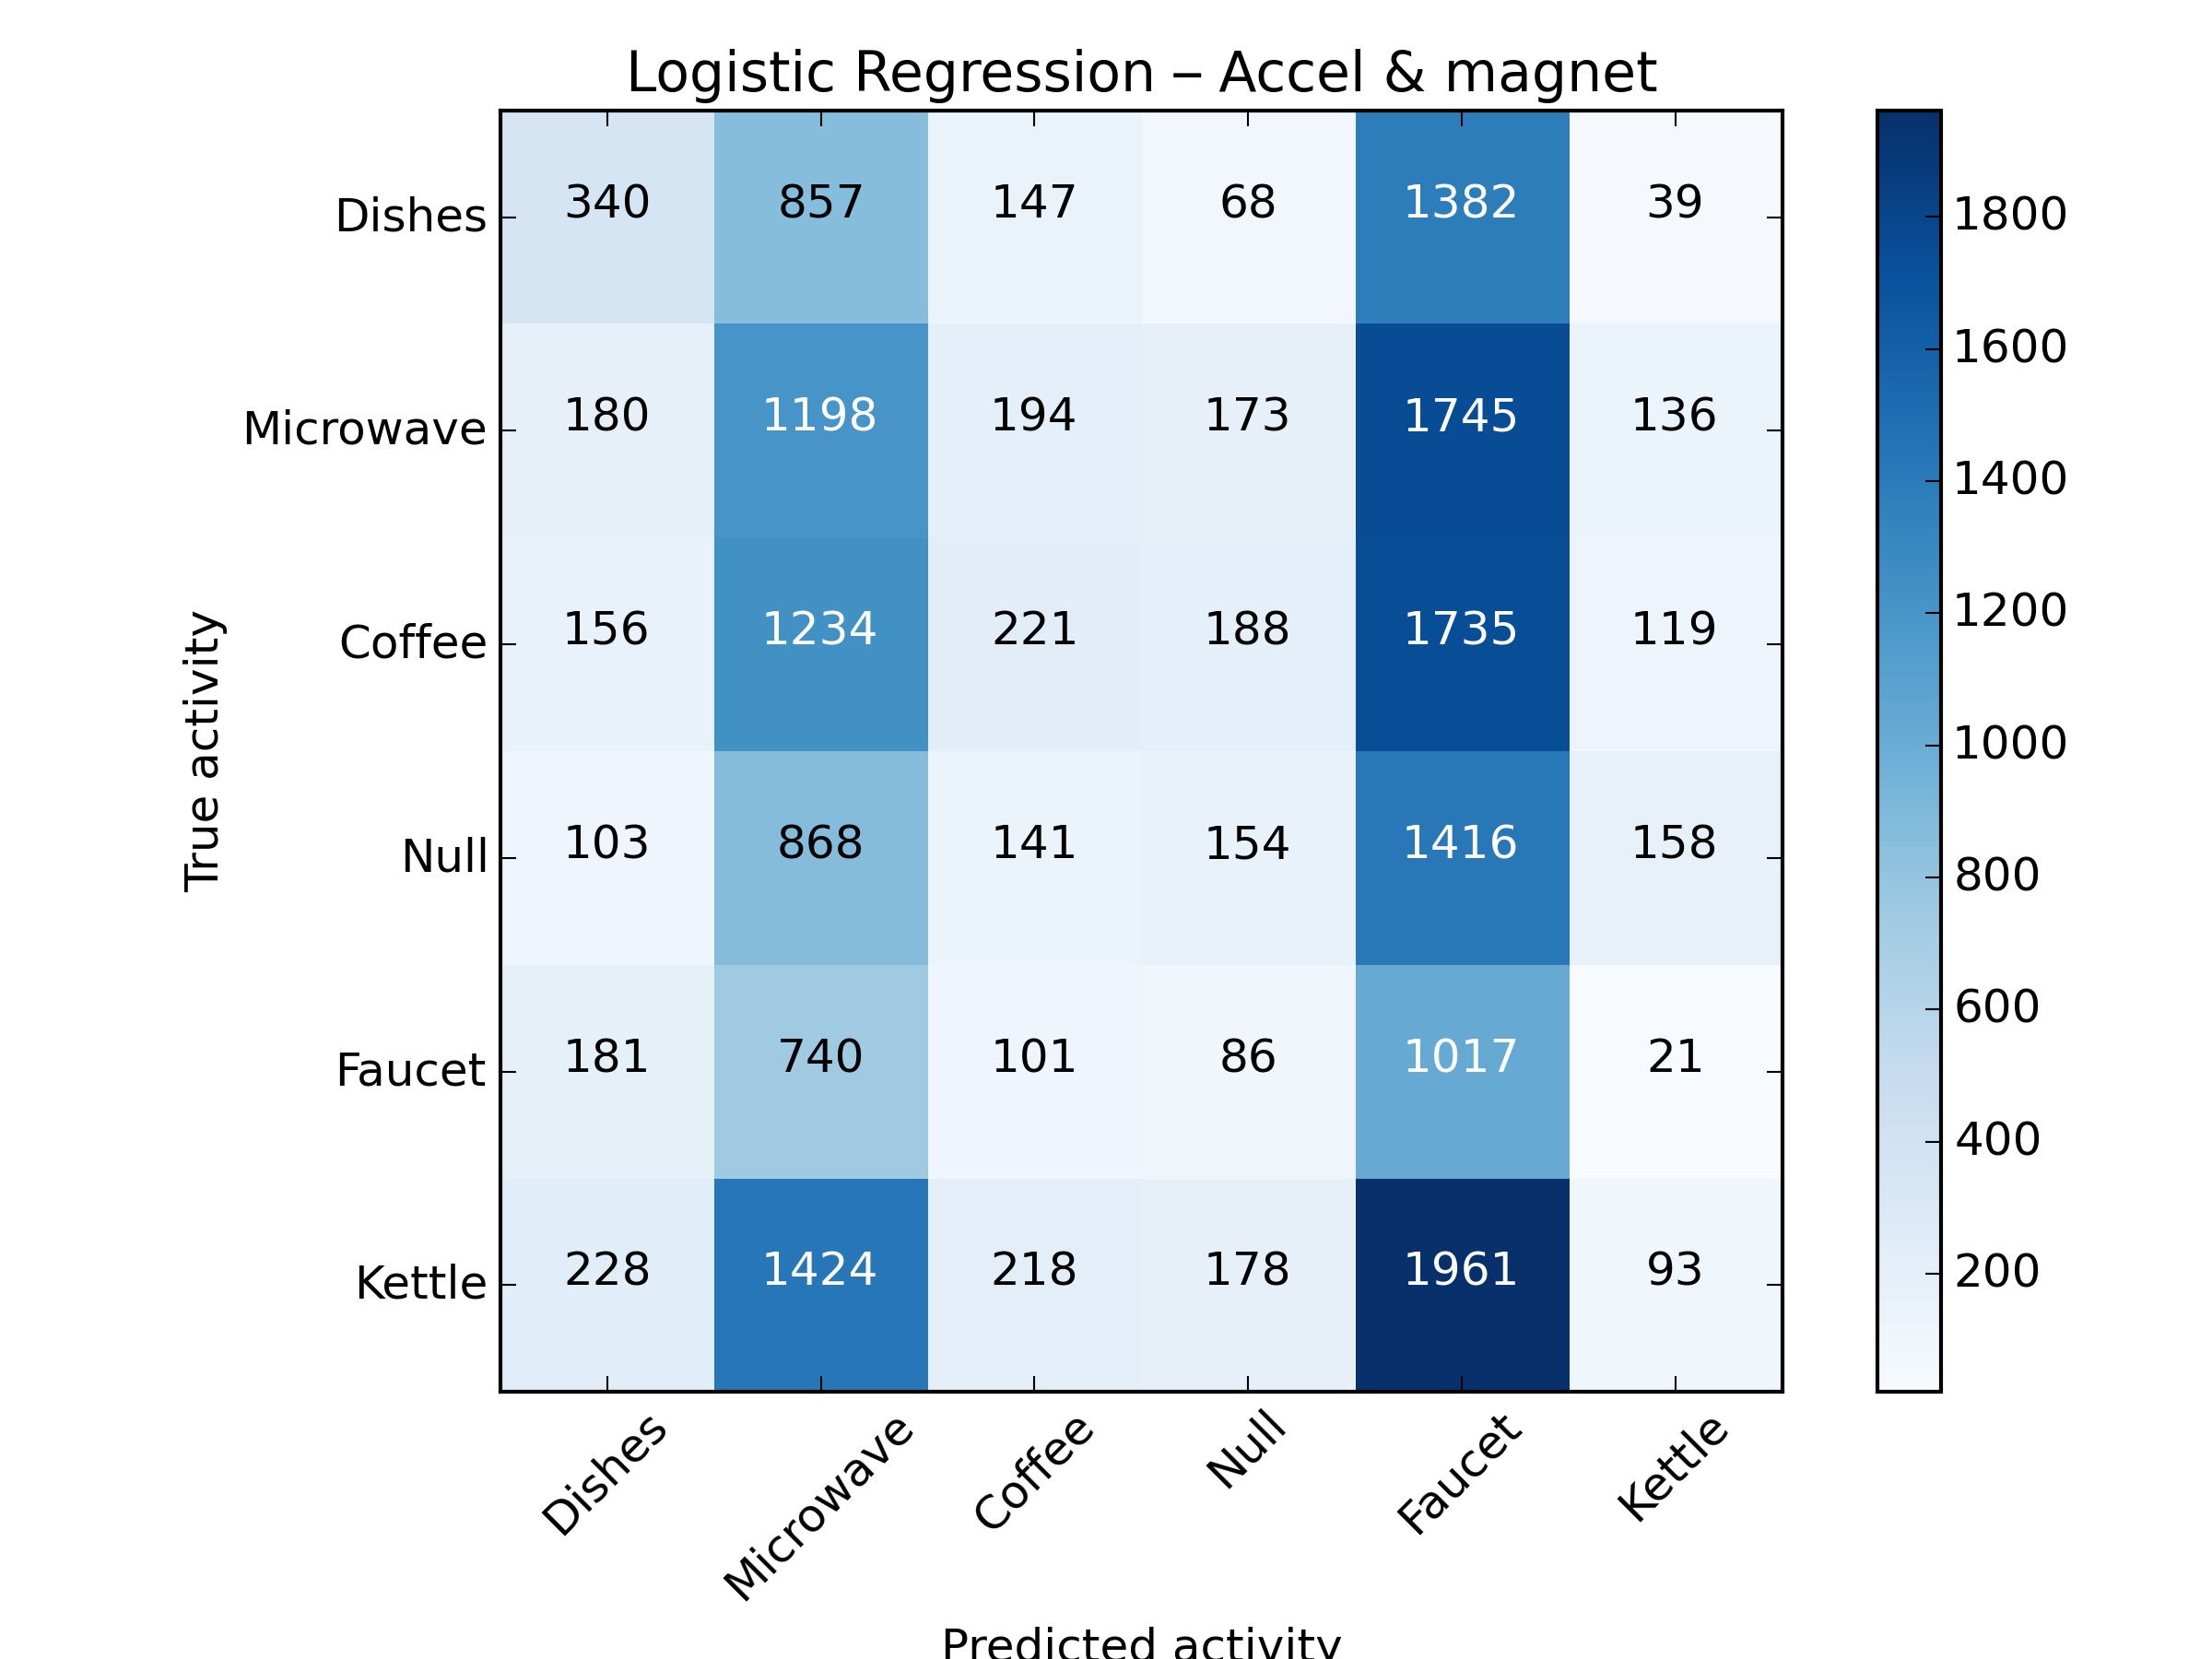 Logistic Regression – Accel & magnet
Dishes 340 857 147 68 1382 39
Microwave 180 1198 194 173 1745 136
Coffee 156 1234 221 188 1735 119
Null 103 868 141 154 1416 158
Faucet 181 740 101 86 1017 21
Kettle 228 1424 218 178 1961 93
True activity
Dishes Microwave Coffee Null Faucet Kettle
Predicted activity
1800
1600
1400
1200
1000
800
600
400
200